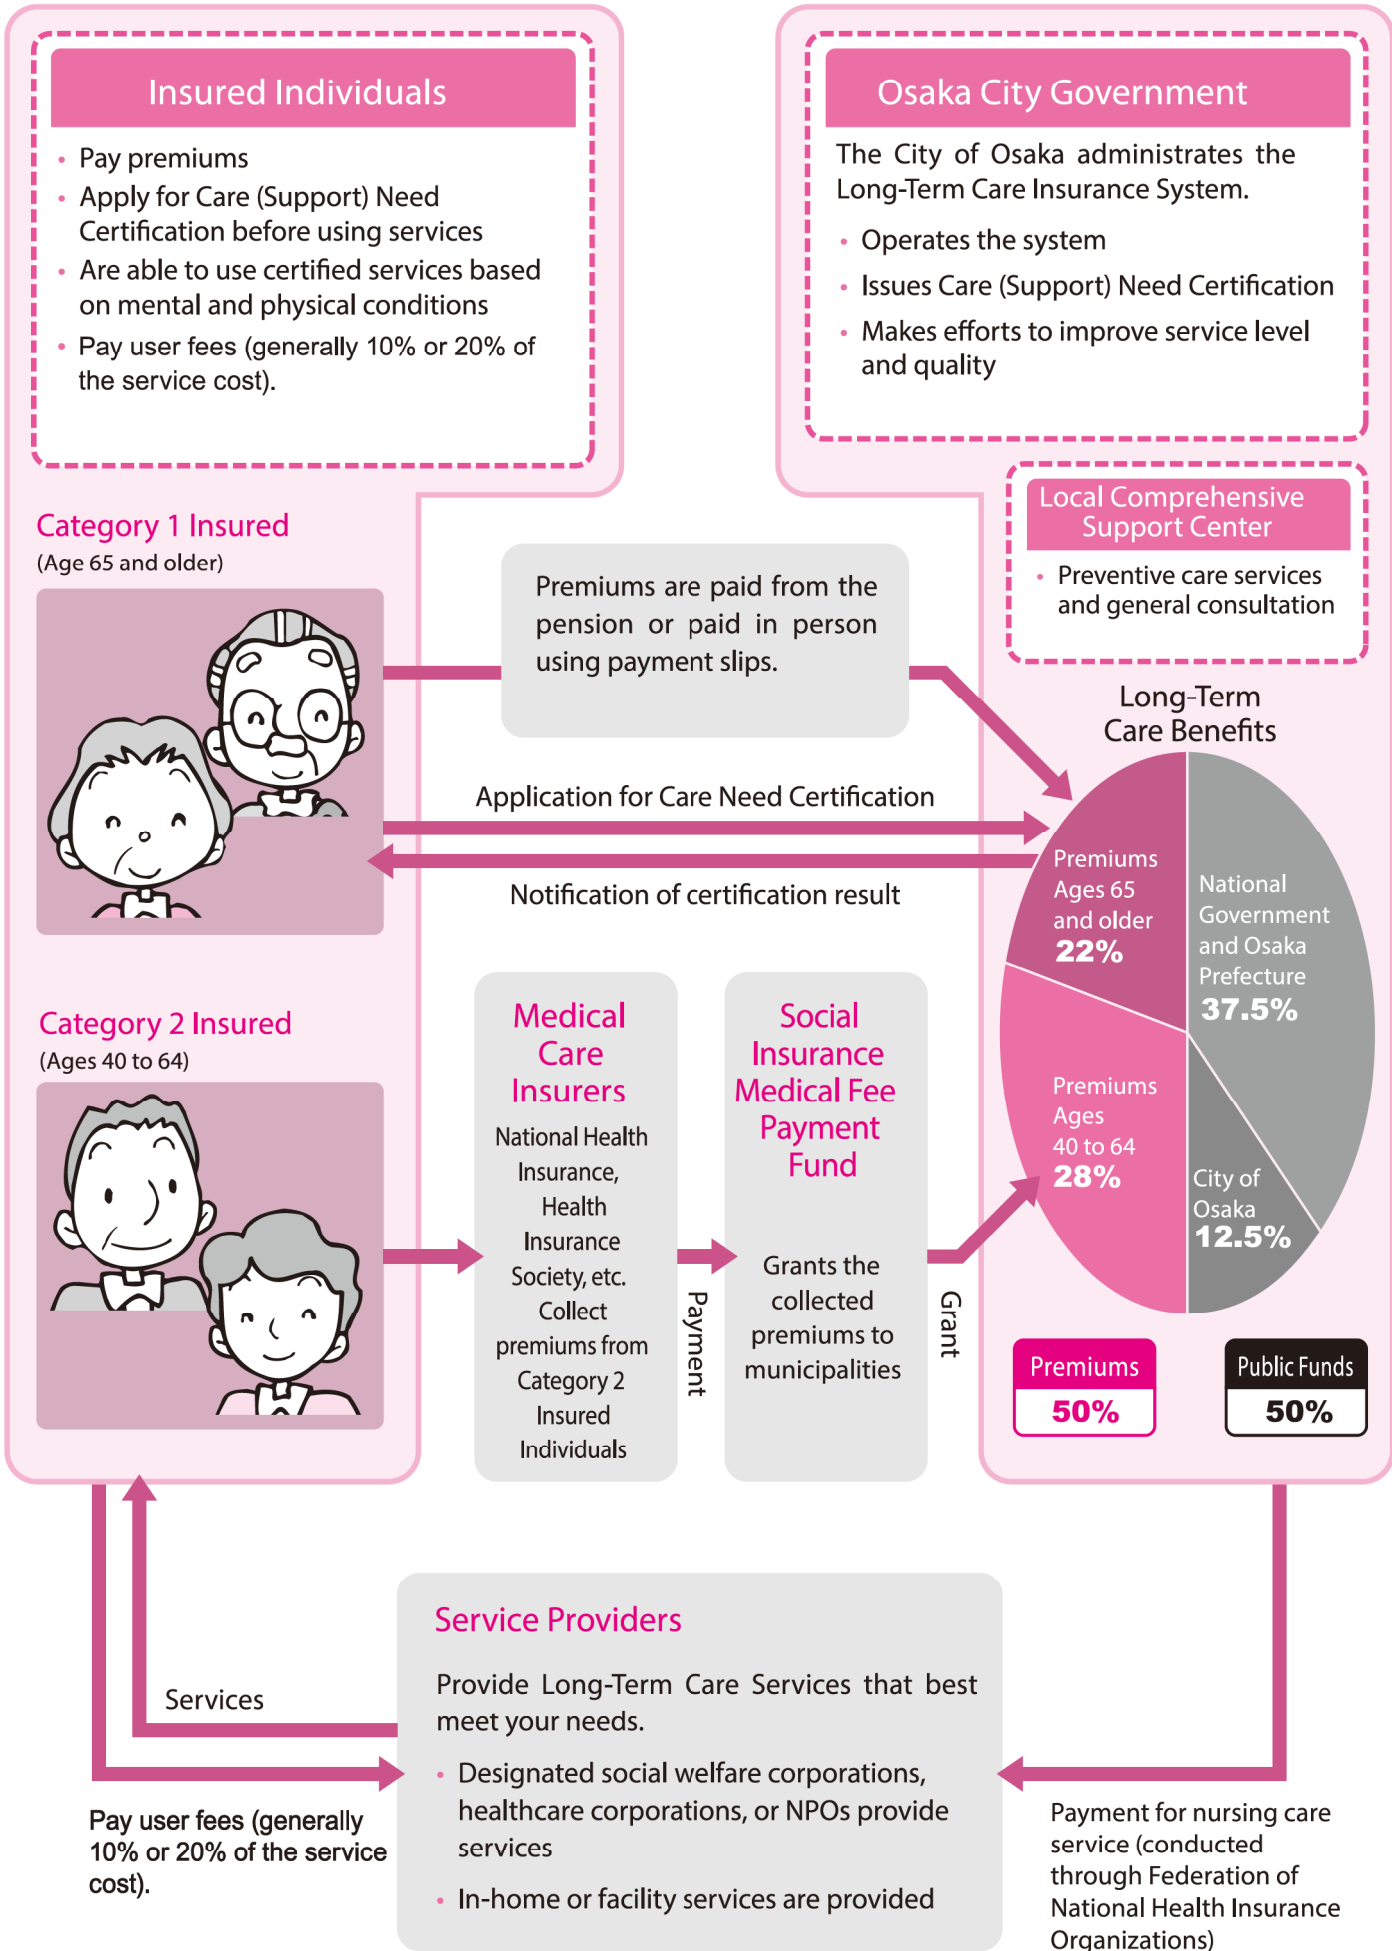 Insured Individuals
• Pay premiums
• Apply for Care (Support) Need
Certification before using services
• Are able to use certified services based
on mental and physical conditions
• Pay user fees (generally 10% or 20% of
the service cost).
Osaka City Government
The City of Osaka administrates the
Long-Term Care Insurance System.
• Operates the system
• Issues Care (Support) Need Certification
• Makes efforts to improve service level
and quality
Local Comprehensive
Support Center
• Preventive care services
and general consultation
Category 1 Insured
(Age 65 and older)
Premiums are paid from the
pension or paid in person
using payment slips.
Application for Care Need Certification
Notification of certification result
Long-Term
Care Benefits
Premiums
Ages 65
and older
22%
National
Government
and Osaka
Prefecture
37.5%
Premiums
Ages
40 to 64
28%
City of
Osaka
12.5%
Premiums
50%
Public Funds
50%
Category 2 Insured
(Ages 40 to 64)
Medical
Care
Insurers
National Health
Insurance,
Health
Insurance
Society, etc.
Collect
premiums from
Category 2
Insured
Individuals
Payment
Social
Insurance
Medical Fee
Payment
Fund
Grants the
collected
premiums to
municipalities
Grant
Services
Pay user fees (generally
10% or 20% of the service
cost).
Service Providers
Provide Long-Term Care Services that best
meet your needs.
• Designated social welfare corporations,
healthcare corporations, or NPOs provide
services
• In-home or facility services are provided
Payment for nursing care
service (conducted
through Federation of
National Health Insurance
Organizations)